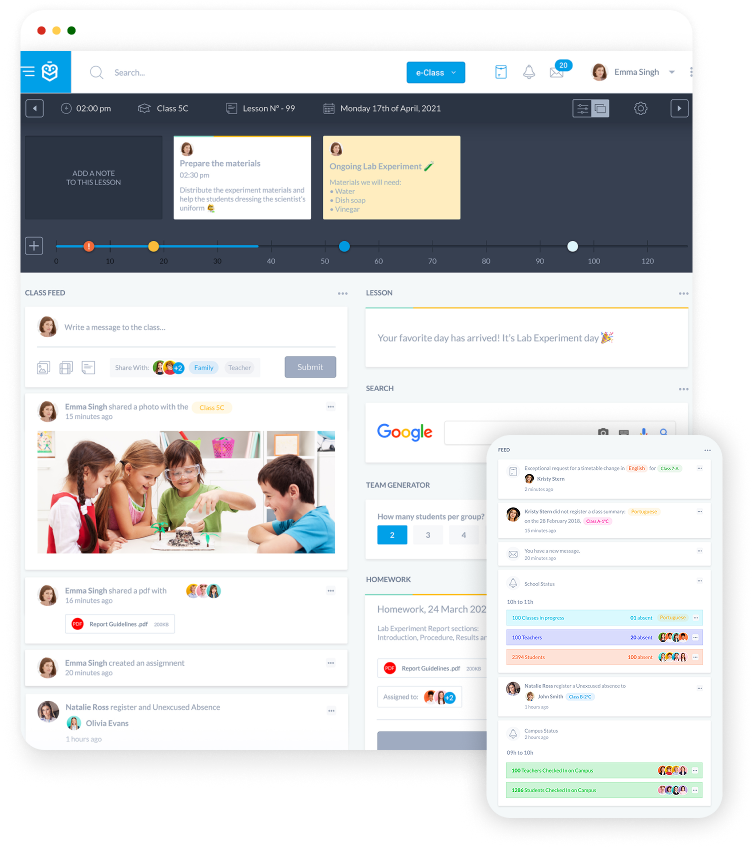 Search...
e-Class
20
Emma Singh
02:00 pm
Class 5C
Lesson Nº - 99
Monday 17th of April, 2021
ADD A NOTE
TO THIS LESSON
Prepare the materials
02:30 pm
Distribute the experiment materials and
help the students dressing the scientist's
uniform
Ongoing Lab Experiment
Materials we will need:
• Water
• Dish soap
• Vinegar
0 10 20 30 40 50 60 70 80 90 100 110 120
CLASS FEED
Write a message to the class...
Share With: +2 Family Teacher
Submit
Emma Singh shared a photo with the Class 5C
15 minutes ago
Emma Singh shared a pdf with
16 minutes ago
PDF Report Guidelines.pdf 200KB
Emma Singh created an assigmnent
20 minutes ago
Natalie Ross register and Unexcused Absence
Olivia Evans
1 hours ago
LESSON
Your favorite day has arrived! It's Lab Experiment day
SEARCH
Google
TEAM GENERATOR
How many students per group?
2 3 4
HOMEWORK
Homework, 24 March 202
Lab Experiment Report sections:
Introduction, Procedure, Results an
PDF Report Guidelines.pdf 200KB
Assigned to: +2
FEED
Exceptional request for a timetable change in English for Class 7-A
Kristy Stern
2 minutes ago
Kristy Stern did not register a class summary: Portuguese
on the 28 February 2018, Class A-1ºC
15 minutes ago
You have a new message.
20 minutes ago
School Status
10h to 11h
100 Classes in progress 03 absent Portuguese
100 Teachers 20 absent
2394 Students 100 absent
Natalie Ross register a Unexcused absence to
John Smith Class B-2ºC
1 hours ago
Campus Status
2 hours ago
09h to 10h
100 Teachers Checked In on Campus
1286 Students Checked In on Campus